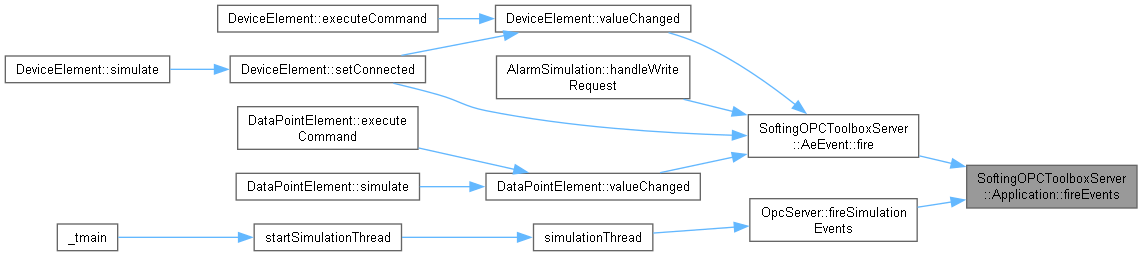 DeviceElement::executeCommand
DeviceElement::valueChanged
DeviceElement::simulate
DeviceElement::setConnected
AlarmSimulation::handleWrite
Request
DataPointElement::execute
Command
SoftingOPCToolboxServer
::AeEvent::fire
SoftingOPCToolboxServer
::Application::fireEvents
DataPointElement::simulate
DataPointElement::valueChanged
OpcServer::fireSimulation
Events
_tmain
startSimulationThread
simulationThread